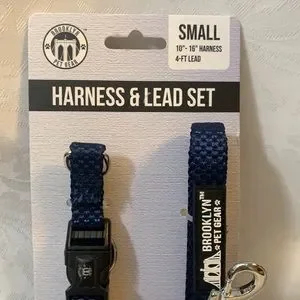 BROOKLYN
PET GEAR
SMALL
10"- 16" HARNESS
4-FT LEAD
HARNESS & LEAD SET
BROOKLYN™
PET GEAR